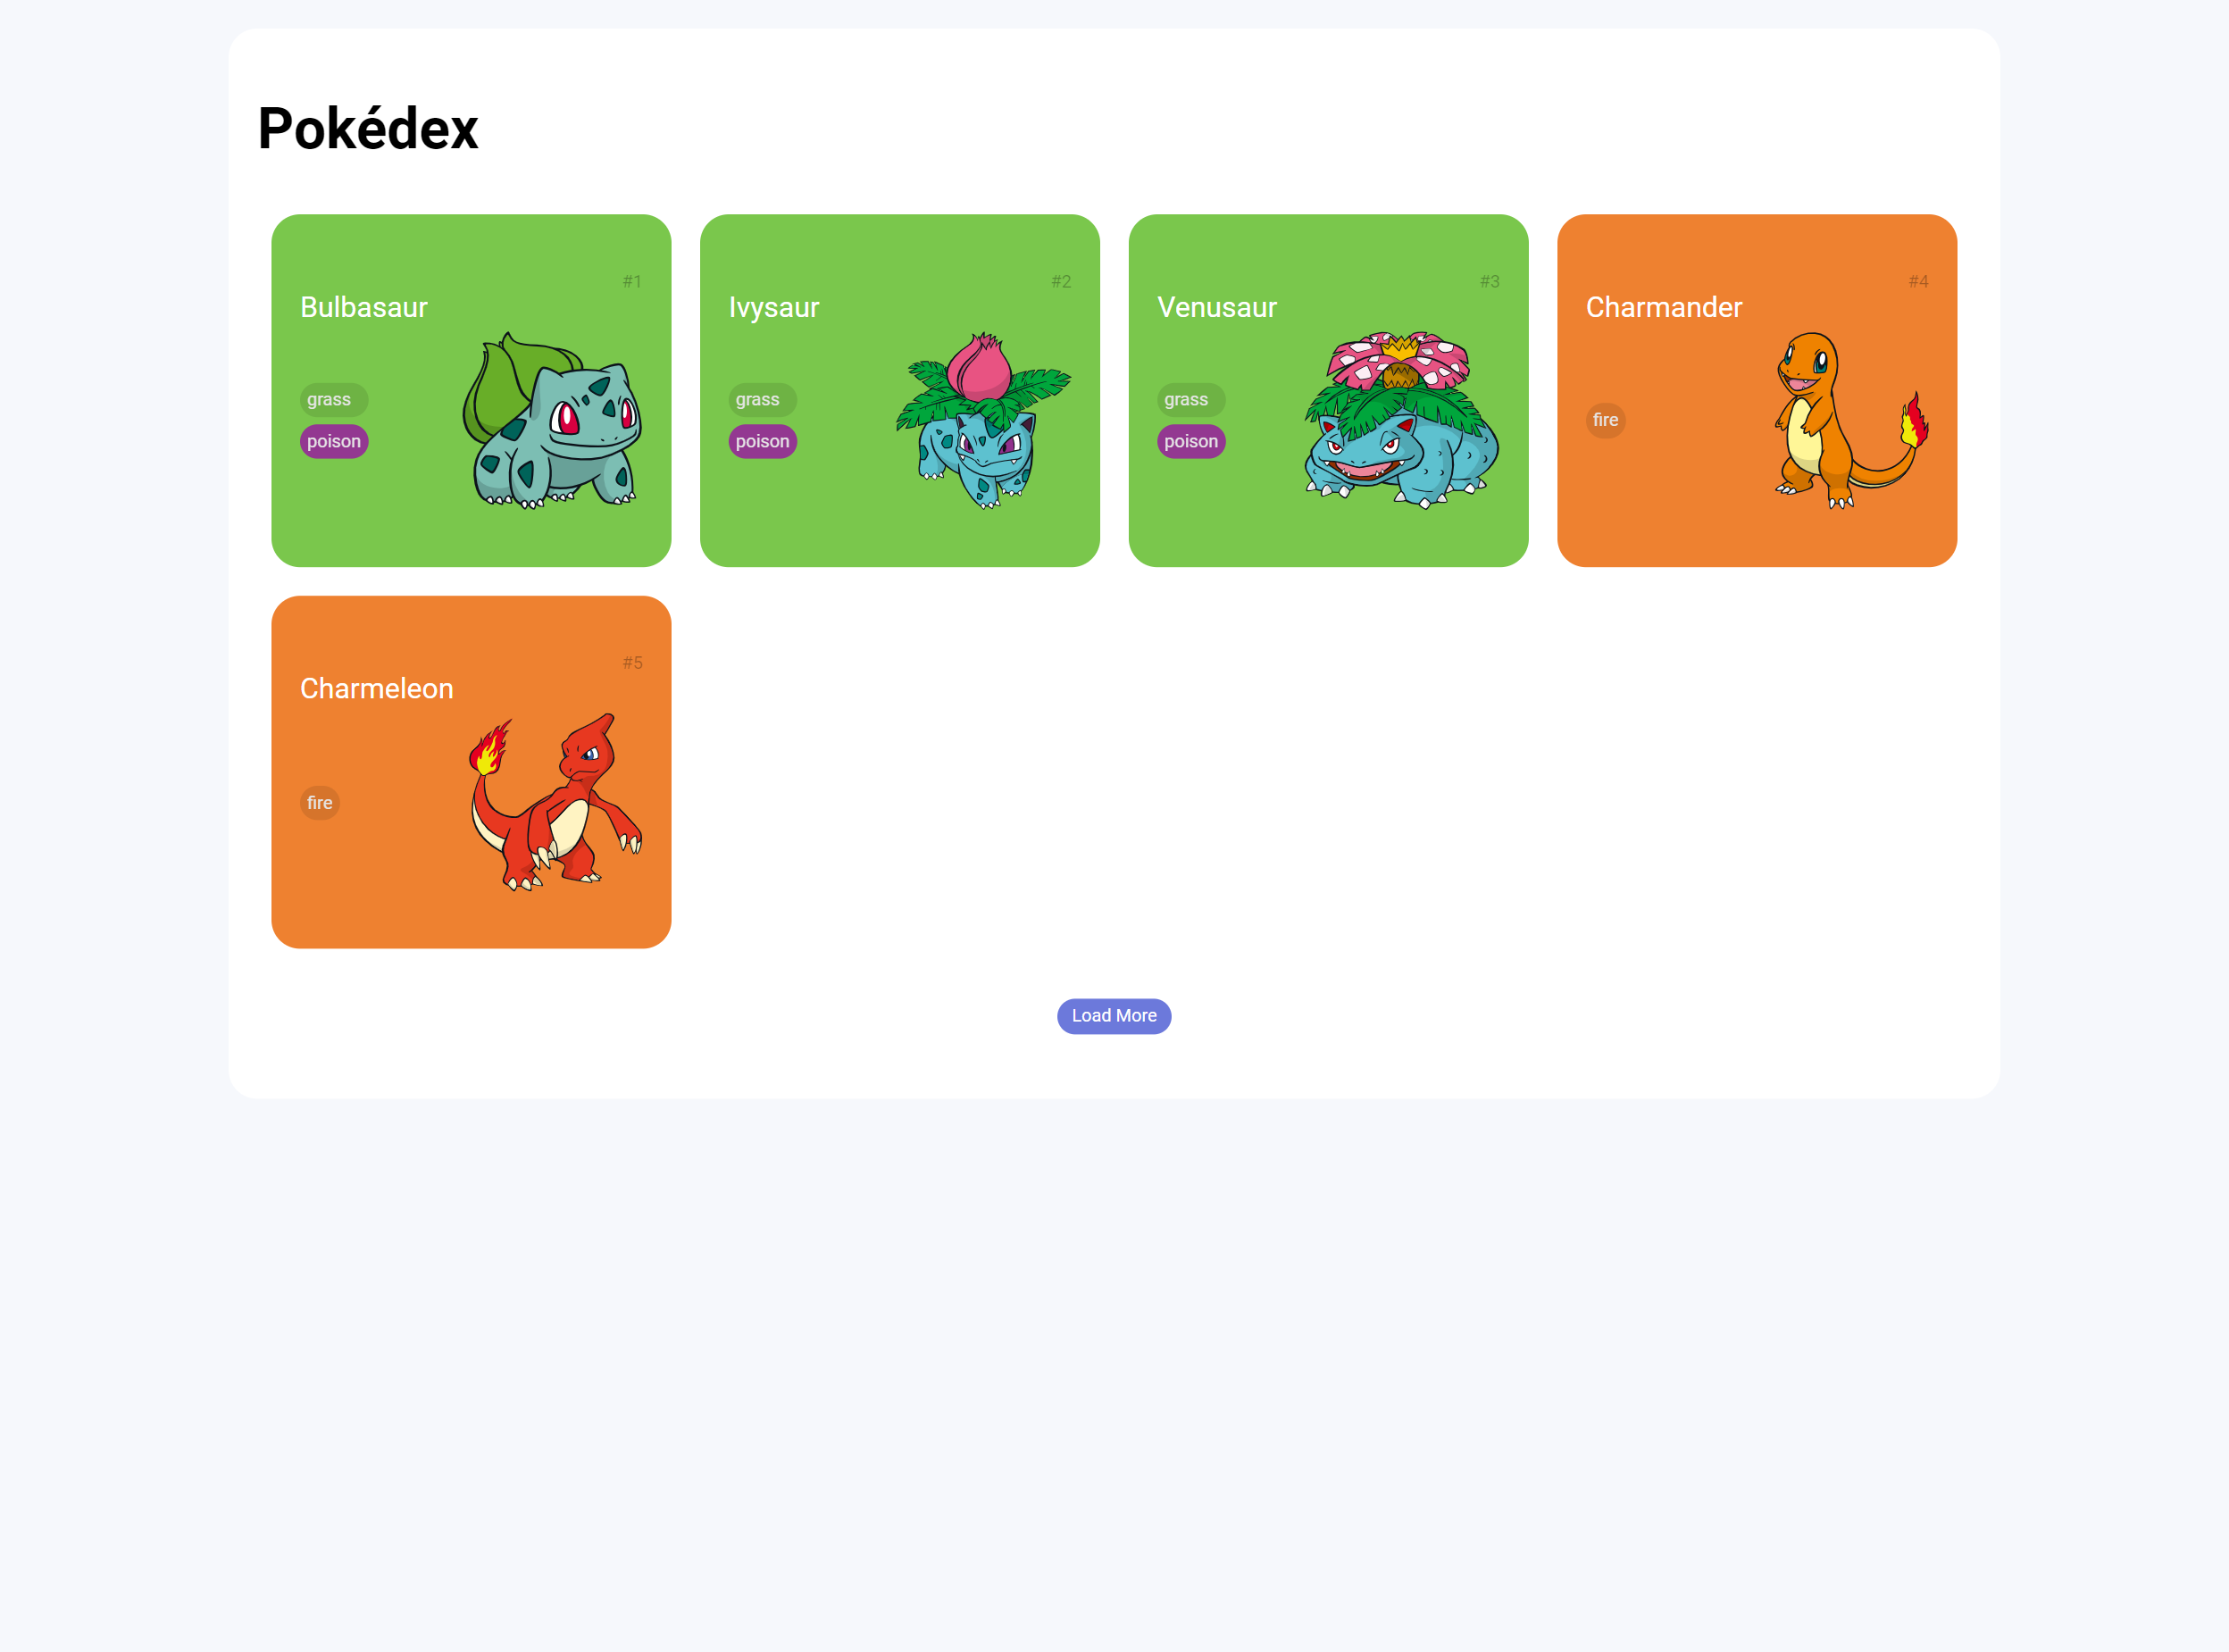 Pokédex
#1
Bulbasaur
grass
poison
#2
Ivysaur
grass
poison
#3
Venusaur
grass
poison
#4
Charmander
fire
#5
Charmeleon
fire
Load More